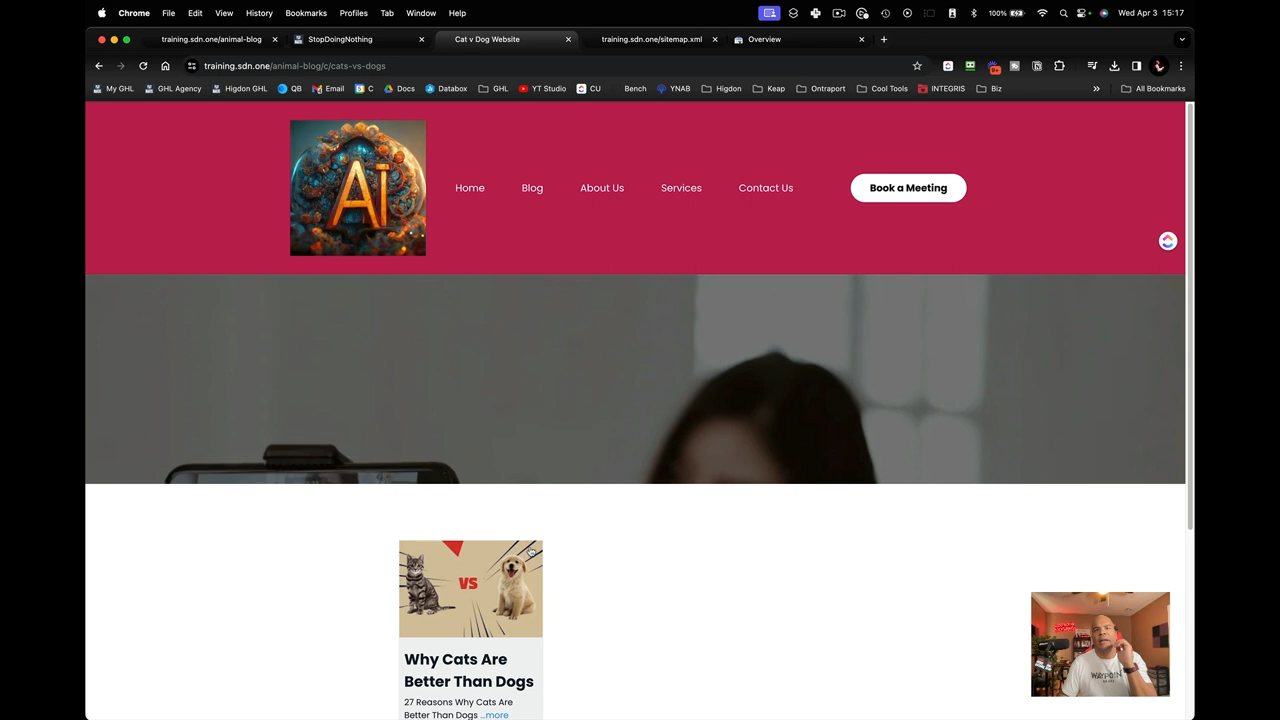 Chrome File Edit View History Bookmarks Profiles Tab Window Help 100% Wed Apr 3 15:17
training.sdn.one/animal-blog StopDoingNothing Cat v Dog Website training.sdn.one/sitemap.xml Overview
training.sdn.one/animal-blog/c/cats-vs-dogs
My GHL GHL Agency Higdon GHL QB Email C Docs Databox GHL YT Studio CU Bench YNAB Higdon Keap Ontraport Cool Tools INTEGRIS Biz All Bookmarks
Ai
Home Blog About Us Services Contact Us Book a Meeting
VS
Why Cats Are
Better Than Dogs
27 Reasons Why Cats Are
Better Than Dogs ...more
WAYPOINT